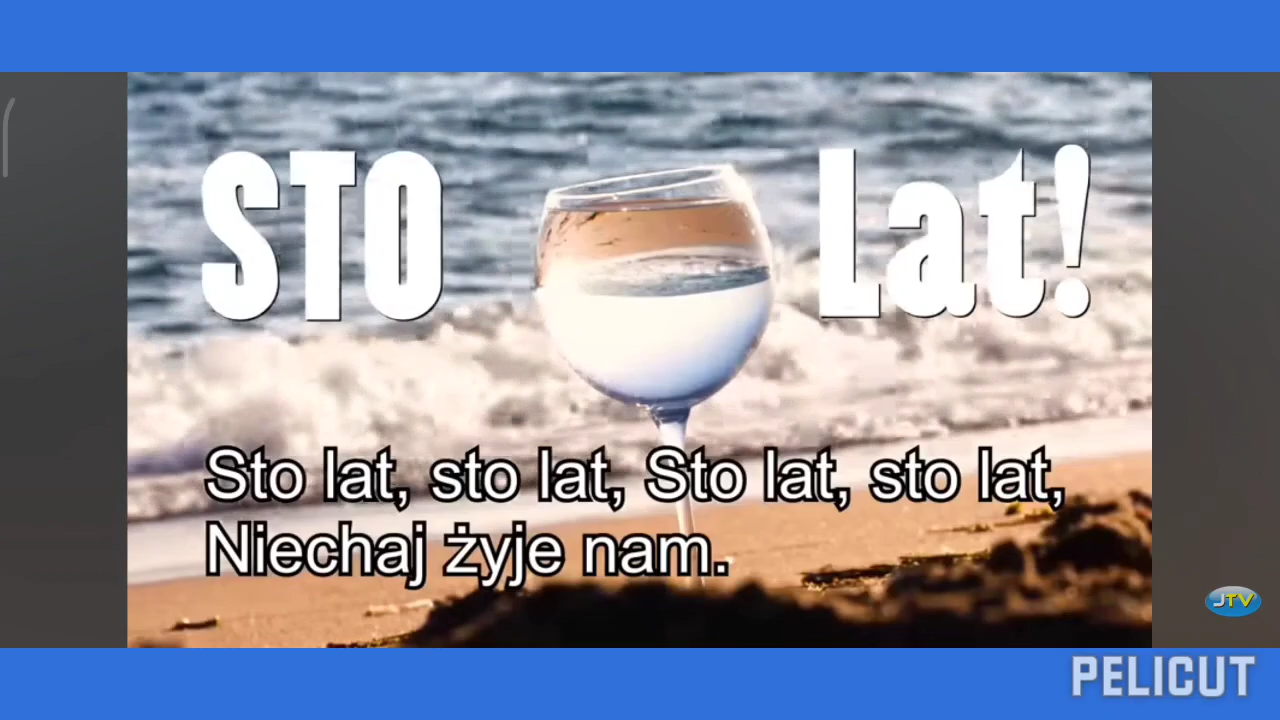 STO Lat!
Sto lat, sto lat, Sto lat, sto lat,
Niechaj żyje nam.
JTV
PELICUT